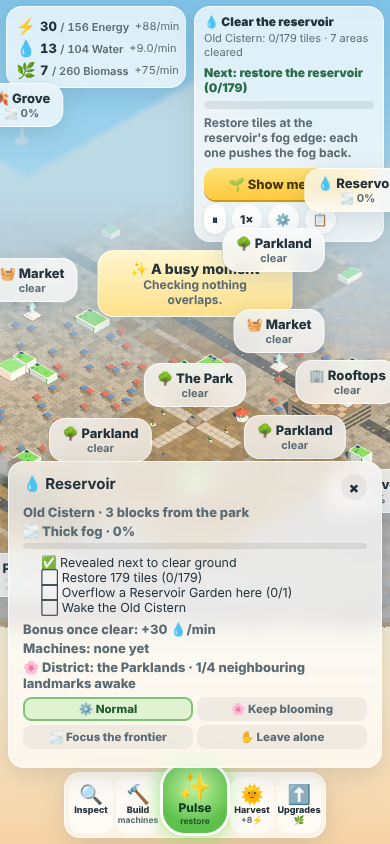 ⚡ 30 / 156 Energy +88/min
💧 13 / 104 Water +9.0/min
🌿 7 / 260 Biomass +75/min
💧 Clear the reservoir
Old Cistern: 0/179 tiles · 7 areas
cleared
Next: restore the reservoir
(0/179)
Restore tiles at the
reservoir's fog edge: each
one pushes the fog back.
🌱 Show me
⏸ 1× ⚙️ 📋
Grove
🌫️ 0%
💧 Reservo
🌫️ 0%
🌳 Parkland
clear
🧺 Market
clear
✨ A busy moment
Checking nothing
overlaps.
🧺 Market
clear
🌳 The Park
clear
🏢 Rooftops
clear
🌳 Parkland
clear
🌳 Parkland
clear
💧 Reservoir
✖
Old Cistern · 3 blocks from the park
🌫️ Thick fog · 0%
✅ Revealed next to clear ground
Restore 179 tiles (0/179)
Overflow a Reservoir Garden here (0/1)
Wake the Old Cistern
Bonus once clear: +30 💧/min
Machines: none yet
🌸 District: the Parklands · 1/4 neighbouring
landmarks awake
⚙️ Normal
🌸 Keep blooming
🌫️ Focus the frontier
✋ Leave alone
🔍 Inspect
🔨 Build
machines
✨ Pulse
restore
🌞 Harvest
+8⚡
⬆️ Upgrades
🌿